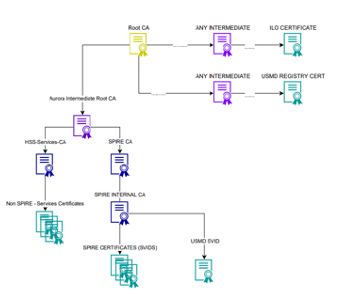 Root CA
ANY INTERMEDIATE
ILO CERTIFICATE
ANY INTERMEDIATE
USMD REGISTRY CERT
Aurora Intermediate Root CA
HSS-Services-CA
SPIRE CA
SPIRE INTERNAL CA
Non SPIRE - Services Certificates
SPIRE CERTIFICATES (SVIDS)
USMD SVID